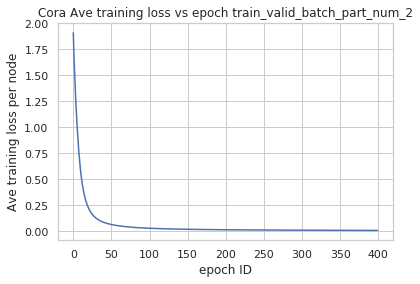 Cora Ave training loss vs epoch train_valid_batch_part_num_2
2.00
1.75
1.50
1.25
1.00
0.75
0.50
0.25
0.00
Ave training loss per node
0 50 100 150 200 250 300 350 400
epoch ID